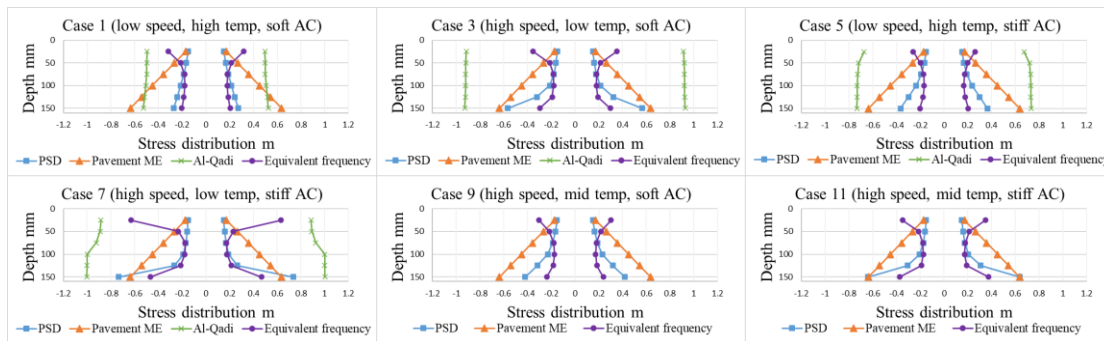 Case 1 (low speed, high temp, soft AC)
Depth mm
0
50
100
150
-1.2 -1 -0.8 -0.6 -0.4 -0.2 0 0.2 0.4 0.6 0.8 1 1.2
Stress distribution m
PSD Pavement ME Al-Qadi Equivalent frequency
Case 3 (high speed, low temp, soft AC)
Depth mm
0
50
100
150
-1.2 -1 -0.8 -0.6 -0.4 -0.2 0 0.2 0.4 0.6 0.8 1 1.2
Stress distribution m
PSD Pavement ME Al-Qadi Equivalent frequency
Case 5 (low speed, high temp, stiff AC)
Depth mm
0
50
100
150
-1.2 -1 -0.8 -0.6 -0.4 -0.2 0 0.2 0.4 0.6 0.8 1 1.2
Stress distribution m
PSD Pavement ME Al-Qadi Equivalent frequency
Case 7 (high speed, low temp, stiff AC)
Depth mm
0
50
100
150
-1.2 -1 -0.8 -0.6 -0.4 -0.2 0 0.2 0.4 0.6 0.8 1 1.2
Stress distribution m
PSD Pavement ME Al-Qadi Equivalent frequency
Case 9 (high speed, mid temp, soft AC)
Depth mm
0
50
100
150
-1.2 -1 -0.8 -0.6 -0.4 -0.2 0 0.2 0.4 0.6 0.8 1 1.2
Stress distribution m
PSD Pavement ME Equivalent frequency
Case 11 (high speed, mid temp, stiff AC)
Depth mm
0
50
100
150
-1.2 -1 -0.8 -0.6 -0.4 -0.2 0 0.2 0.4 0.6 0.8 1 1.2
Stress distribution m
PSD Pavement ME Equivalent frequency